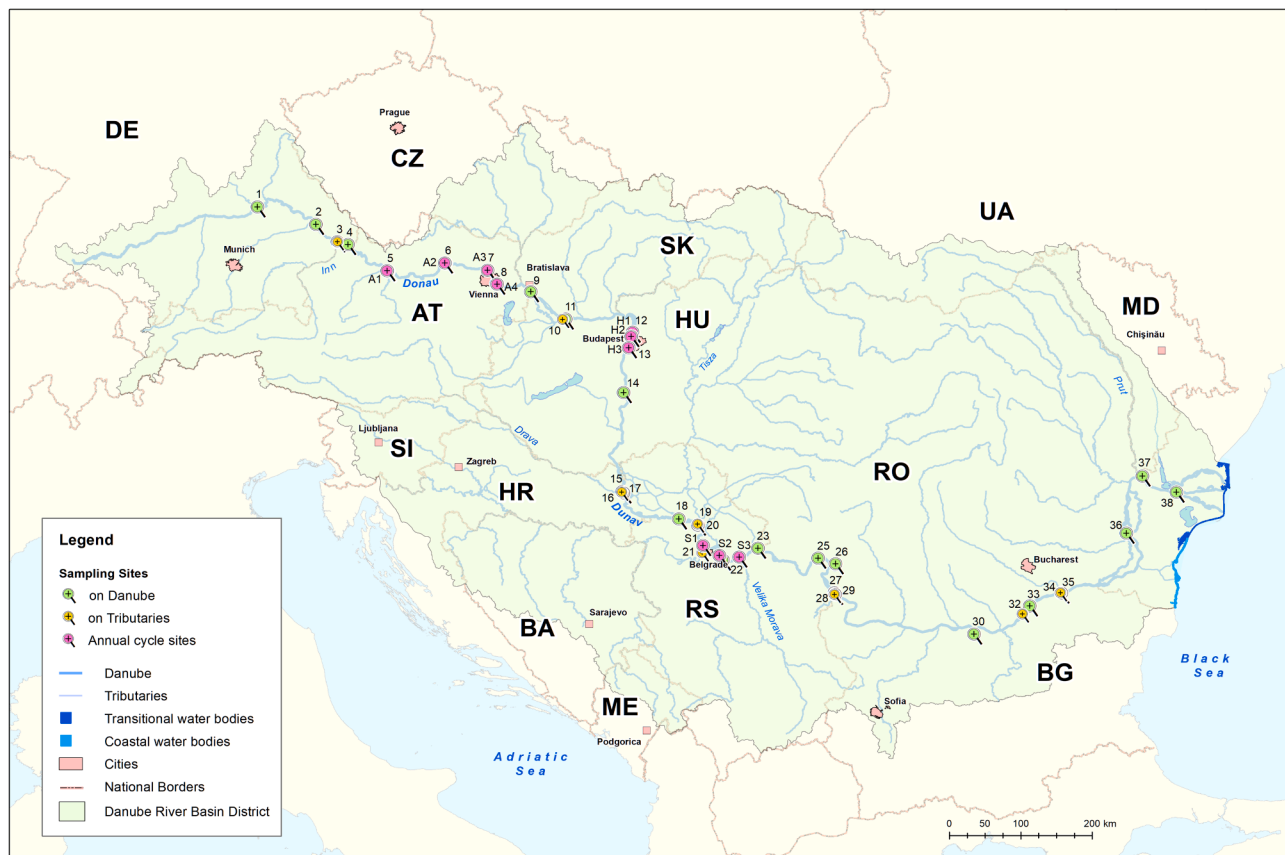 DE
Prague
CZ
UA
1
2
3
4
SK
Munich
Inn
5
A1
Donau
A2
6
A3
7
8
A4
Vienna
Bratislava
9
MD
Chișinău
AT
10
11
H1
12
H2
HU
Budapest
H3
13
Tisza
14
Prut
Ljubljana
SI
Zagreb
Drava
HR
RO
15
16
17
Dunav
18
19
20
S1
21
S2
Belgrade
S3
22
23
25
26
27
28
29
37
38
36
Bucharest
34
35
33
32
30
Sarajevo
BA
RS
Velika Morava
BG
Sofia
Black
Sea
ME
Podgorica
Adriatic
Sea
Legend
Sampling Sites
on Danube
on Tributaries
Annual cycle sites
Danube
Tributaries
Transitional water bodies
Coastal water bodies
Cities
National Borders
Danube River Basin District
0 50 100 200 km